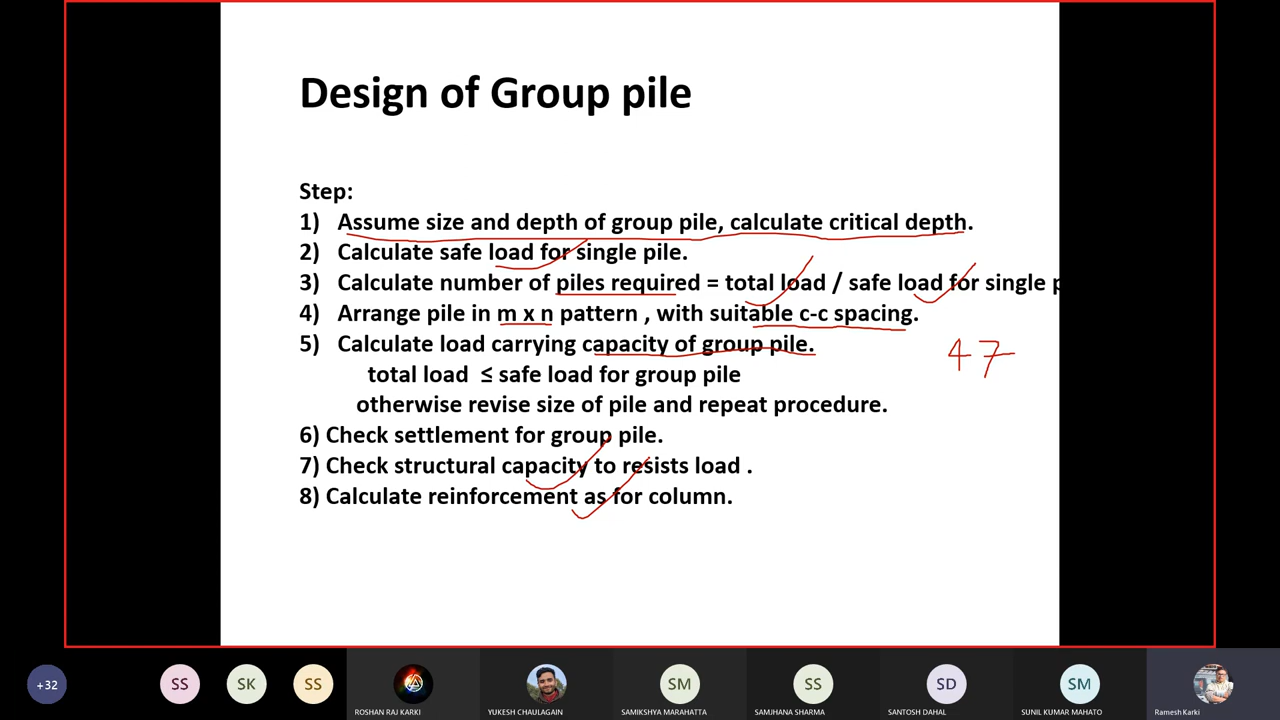 Design of Group pile
Step:
1) Assume size and depth of group pile, calculate critical depth.
2) Calculate safe load for single pile.
3) Calculate number of piles required = total load / safe load for single p
4) Arrange pile in m x n pattern , with suitable c-c spacing.
5) Calculate load carrying capacity of group pile.
47
total load ≤ safe load for group pile
otherwise revise size of pile and repeat procedure.
6) Check settlement for group pile.
7) Check structural capacity to resists load .
8) Calculate reinforcement as for column.
+32 SS SK SS SM SS SD SM
ROSHAN RAJ KARKI YUKESH CHAULAGAIN SAMIKSHYA MARAHATTA SAMJHANA SHARMA SANTOSH DAHAL SUNIL KUMAR MAHATO Ramesh Karki